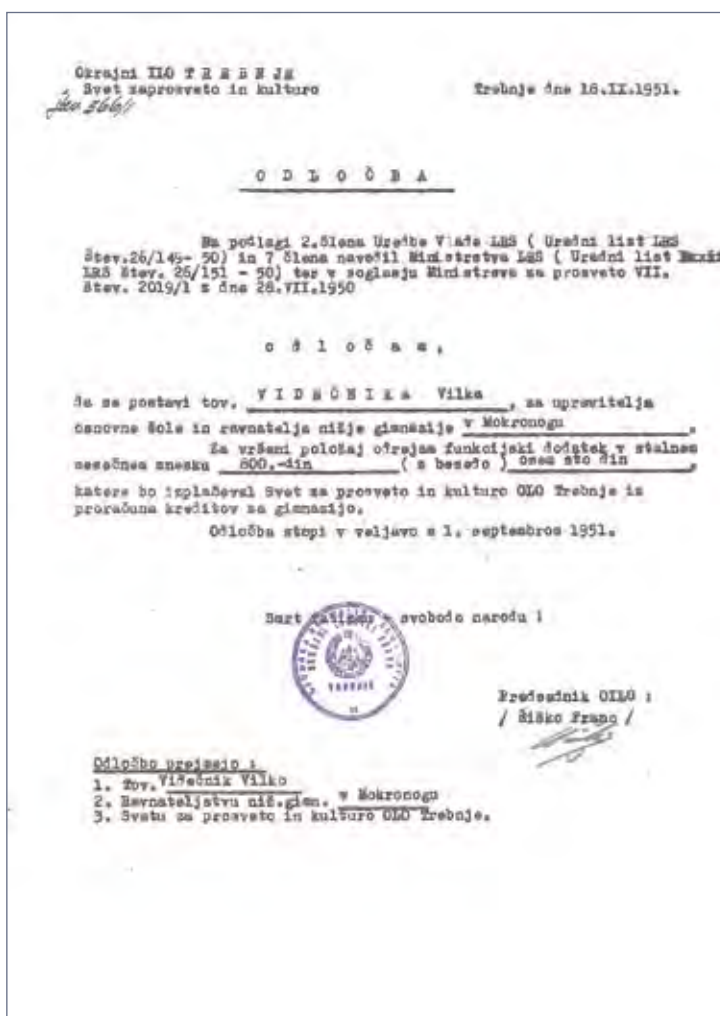 Okrajni ILO T R E B N J E
Svet zaprosveto in kulturo
Trebnje dne 18.IX.1951.
O D L O Č B A
Na podlagi 2.člena Uredbe Vlade LRS ( Uradni list LRS
štev.26/149- 50) in 7 člena navodil Ministrstva LRS ( Uradni list
LRS štev. 26/151 - 50) ter v soglasju Ministrsva za prosveto VII.
štev. 2019/1 z dne 28.VII.1950
o d l o č a m ,
da se postavi tov. V I D E Č N I K A Vilka , za upravitelja
osnovne šole in ravnatelja nižje gimnazije v Mokronogu .
Za vršeni položaj odrejam funkcijski dodatek v stalnem
mesečnem znesku 800.-din ( z besedo ) osem sto din ,
katere bo izplačeval Svet za prosveto in kulturo OLO Trebnje iz
proračuna kreditov za gimnazijo.
Odločba stopi v veljavo s 1. septembrom 1951.
Smrt fašizmu - svobodo narodu !
TREBNJE
Predsednik OILO :
/ Šiško Franc /
Odločbo prejmejo :
1. Tov. Videčnik Vilko
2. Ravnateljstvu niž.gimn. v Mokronogu
3. Svetu za prosveto in kulturo OLO Trebnje.